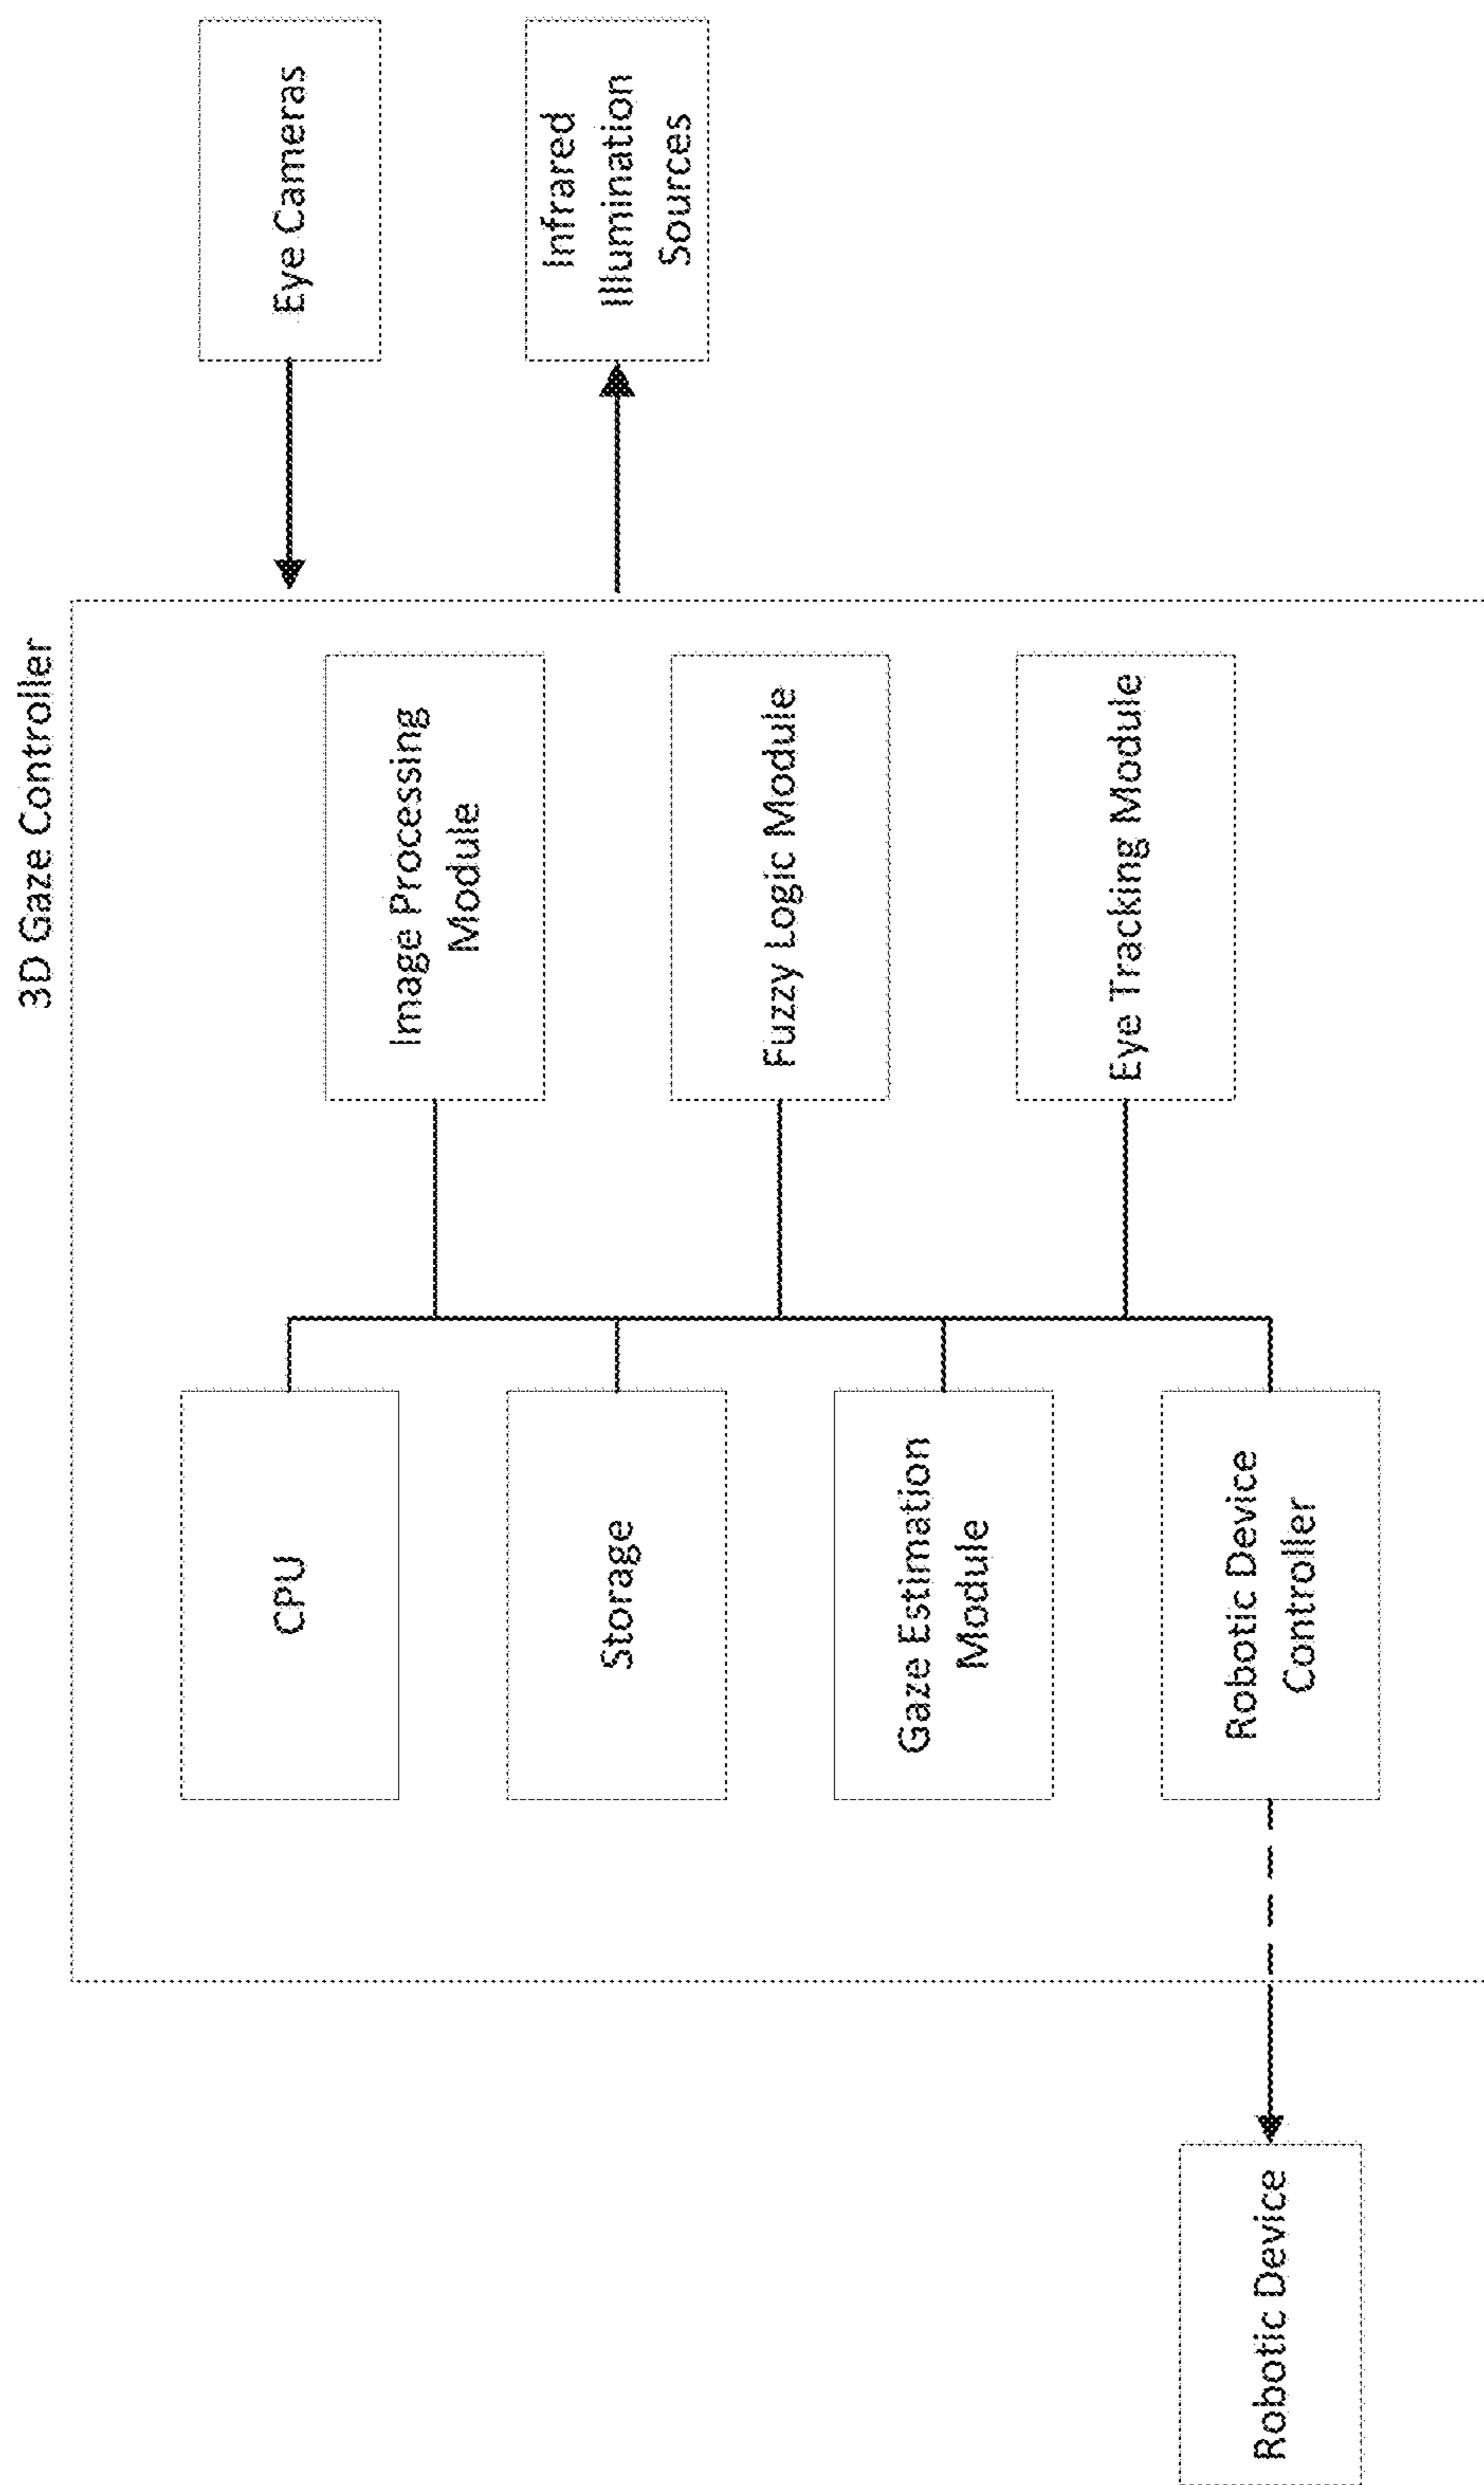 3D Gaze Controller
CPU
Eye Cameras
Image Processing
Module
Storage
Infrared
Illumination
Sources
Fuzzy Logic Module
Gaze Estimation
Module
Eye Tracking Module
Robotic Device
Robotic Device
Controller